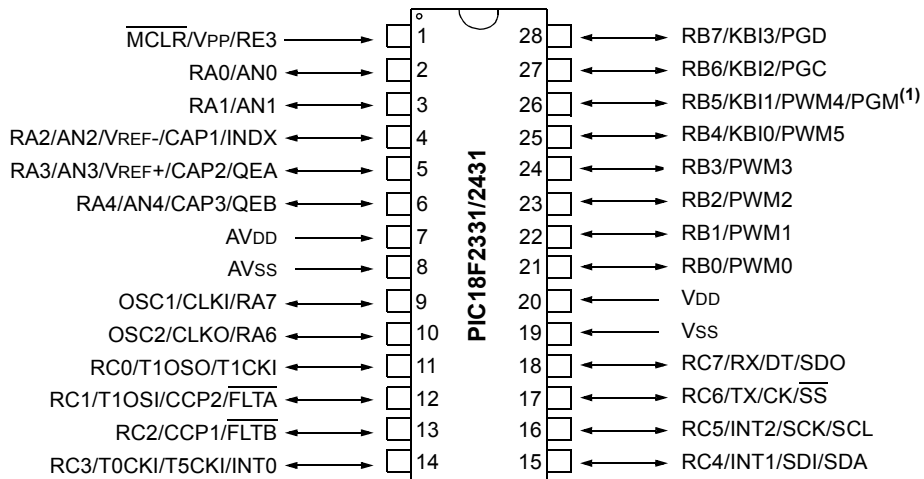 MCLR/VPP/RE3 1 28 RB7/KBI3/PGD
RA0/AN0 2 27 RB6/KBI2/PGC
RA1/AN1 3 26 RB5/KBI1/PWM4/PGM(1)
RA2/AN2/VREF-/CAP1/INDX 4 25 RB4/KBI0/PWM5
RA3/AN3/VREF+/CAP2/QEA 5 24 RB3/PWM3
RA4/AN4/CAP3/QEB 6 23 RB2/PWM2
AVDD 7 22 RB1/PWM1
AVSS 8 21 RB0/PWM0
OSC1/CLKI/RA7 9 20 VDD
OSC2/CLKO/RA6 10 19 VSS
RC0/T1OSO/T1CKI 11 18 RC7/RX/DT/SDO
RC1/T1OSI/CCP2/FLTA 12 17 RC6/TX/CK/SS
RC2/CCP1/FLTB 13 16 RC5/INT2/SCK/SCL
RC3/T0CKI/T5CKI/INT0 14 15 RC4/INT1/SDI/SDA
PIC18F2331/2431